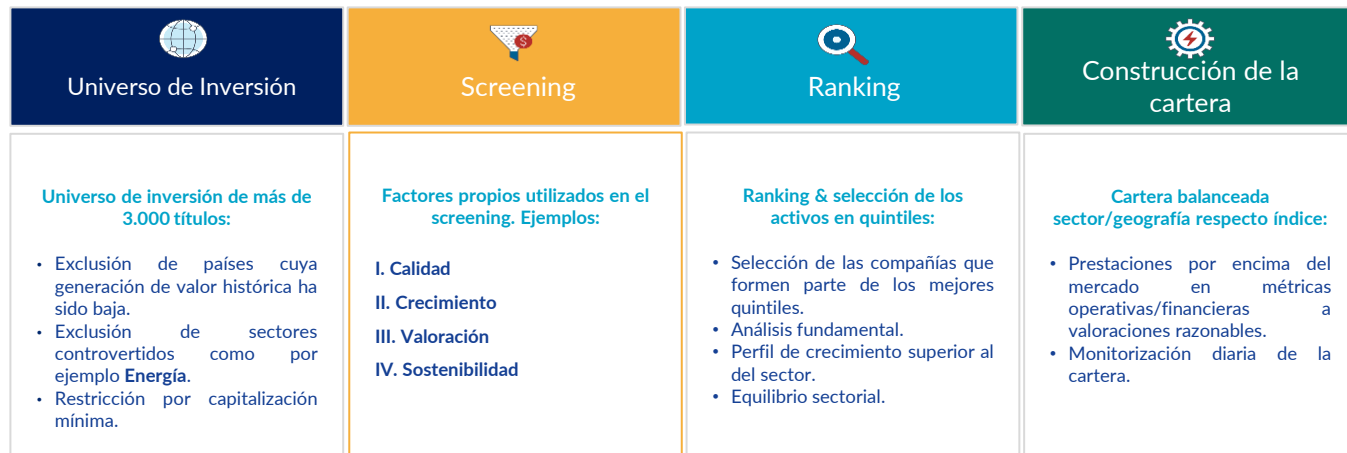 Universo de Inversión
Screening
Ranking
Construcción de la
cartera
Universo de inversión de más de
3.000 títulos:
• Exclusión de países cuya
generación de valor histórica ha
sido baja.
• Exclusión de sectores
controvertidos como por
ejemplo Energía.
• Restricción por capitalización
mínima.
Factores propios utilizados en el
screening. Ejemplos:
I. Calidad
II. Crecimiento
III. Valoración
IV. Sostenibilidad
Ranking & selección de los
activos en quintiles:
• Selección de las compañías que
formen parte de los mejores
quintiles.
• Análisis fundamental.
• Perfil de crecimiento superior al
del sector.
• Equilibrio sectorial.
Cartera balanceada
sector/geografía respecto índice:
• Prestaciones por encima del
mercado en métricas
operativas/financieras a
valoraciones razonables.
• Monitorización diaria de la
cartera.